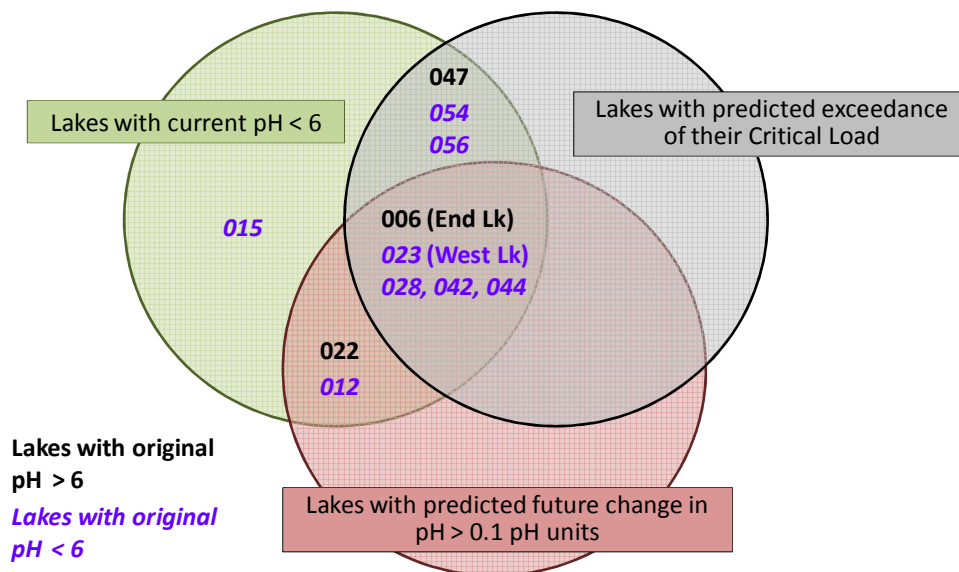 047
054
056
Lakes with current pH < 6
Lakes with predicted exceedance
of their Critical Load
015
006 (End Lk)
023 (West Lk)
028, 042, 044
022
012
Lakes with original
pH > 6
Lakes with original
pH < 6
Lakes with predicted future change in
pH > 0.1 pH units